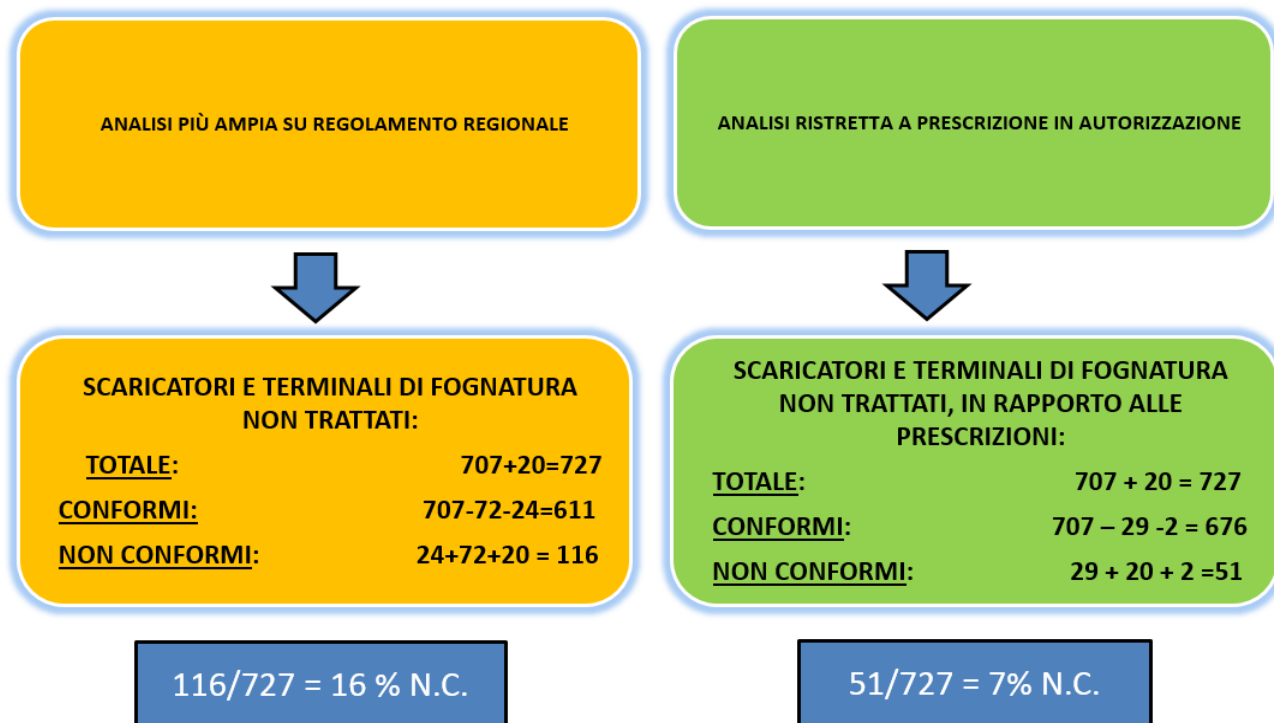 ANALISI PIÙ AMPIA SU REGOLAMENTO REGIONALE
SCARICATORI E TERMINALI DI FOGNATURA
NON TRATTATI:
TOTALE: 707+20=727
CONFORMI: 707-72-24=611
NON CONFORMI: 24+72+20 = 116
116/727 = 16 % N.C.
ANALISI RISTRETTA A PRESCRIZIONE IN AUTORIZZAZIONE
SCARICATORI E TERMINALI DI FOGNATURA
NON TRATTATI, IN RAPPORTO ALLE
PRESCRIZIONI:
TOTALE: 707 + 20 = 727
CONFORMI: 707 – 29 -2 = 676
NON CONFORMI: 29 + 20 + 2 =51
51/727 = 7% N.C.